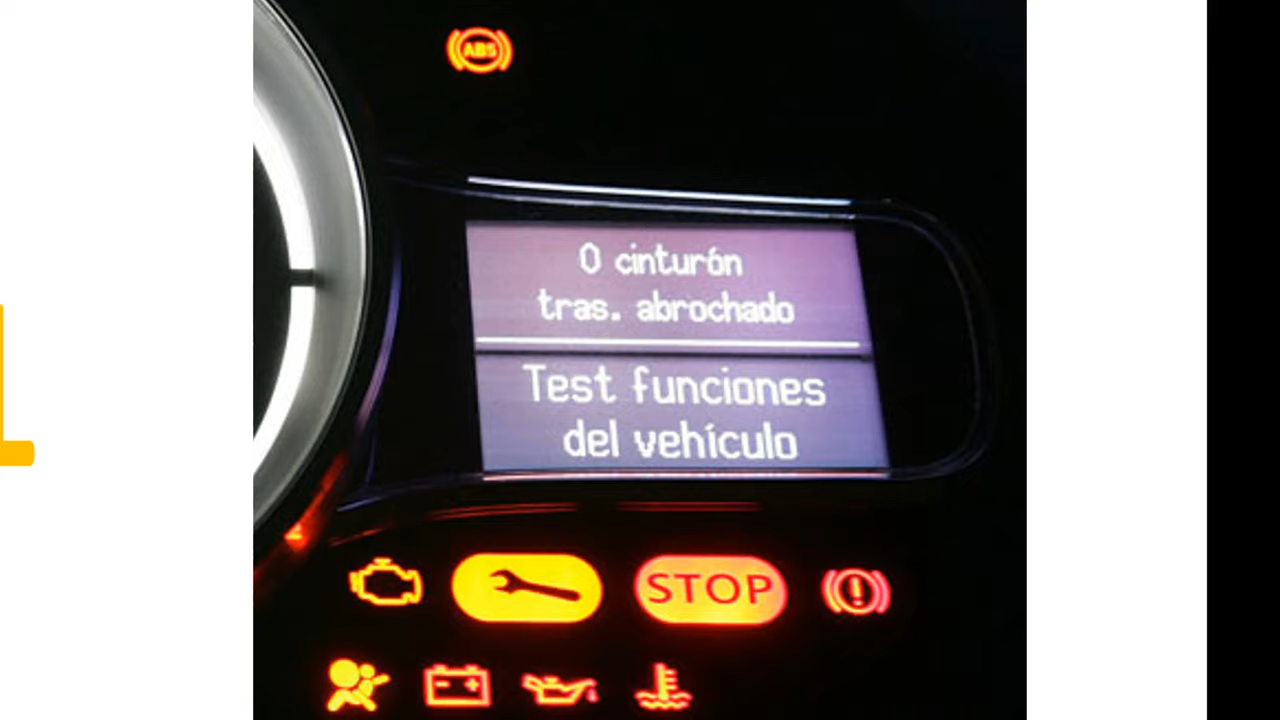 ABS
0 cinturón
tras. abrochado
Test funciones
del vehículo
STOP